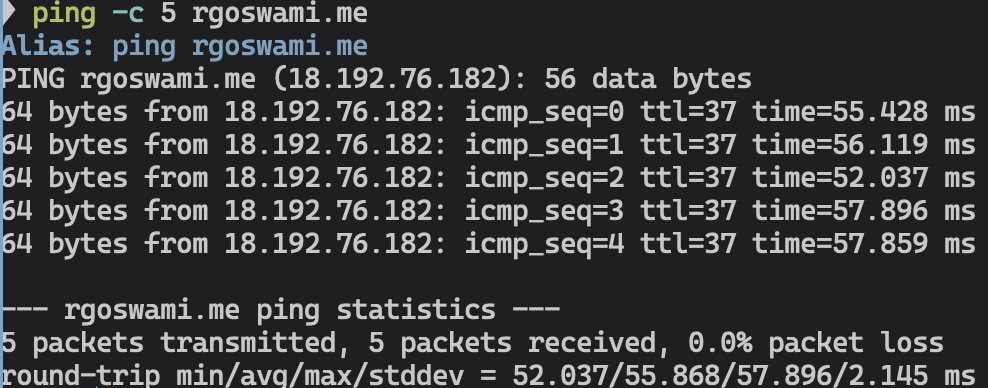 ❯ ping -c 5 rgoswami.me
Alias: ping rgoswami.me
PING rgoswami.me (18.192.76.182): 56 data bytes
64 bytes from 18.192.76.182: icmp_seq=0 ttl=37 time=55.428 ms
64 bytes from 18.192.76.182: icmp_seq=1 ttl=37 time=56.119 ms
64 bytes from 18.192.76.182: icmp_seq=2 ttl=37 time=52.037 ms
64 bytes from 18.192.76.182: icmp_seq=3 ttl=37 time=57.896 ms
64 bytes from 18.192.76.182: icmp_seq=4 ttl=37 time=57.859 ms
--- rgoswami.me ping statistics ---
5 packets transmitted, 5 packets received, 0.0% packet loss
round-trip min/avg/max/stddev = 52.037/55.868/57.896/2.145 ms